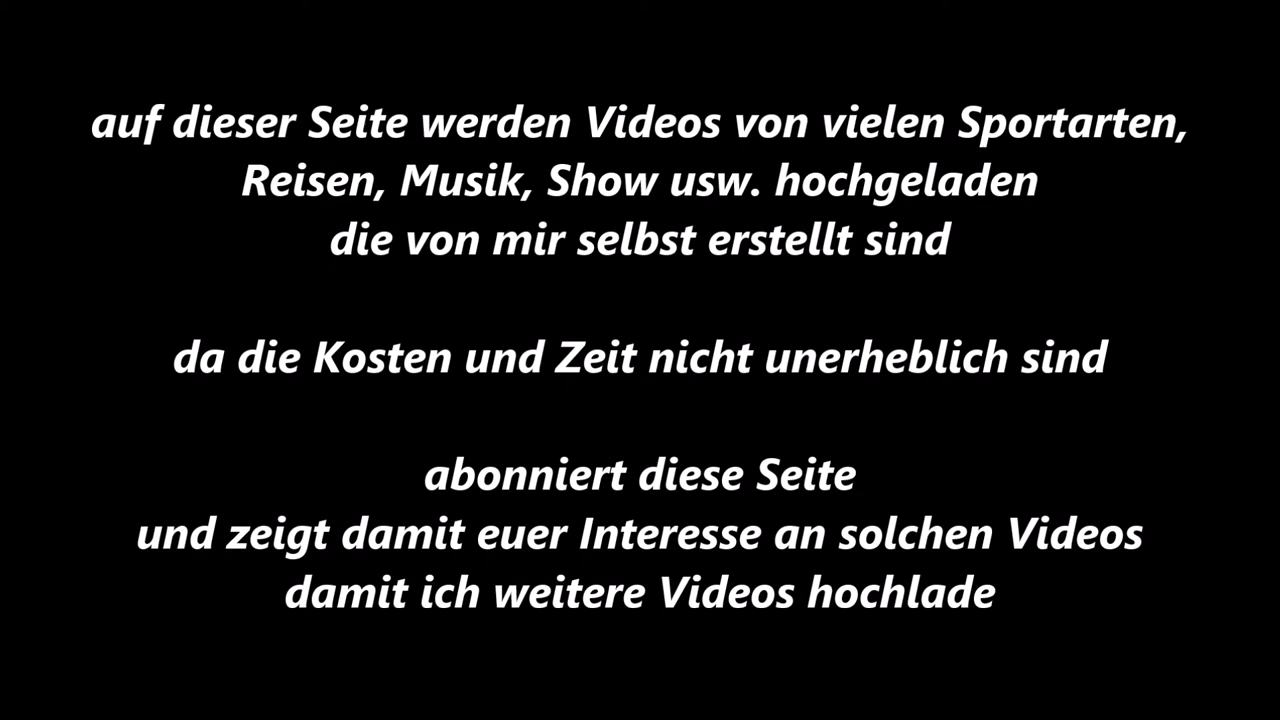 auf dieser Seite werden Videos von vielen Sportarten,
Reisen, Musik, Show usw. hochgeladen
die von mir selbst erstellt sind
da die Kosten und Zeit nicht unerheblich sind
abonniert diese Seite
und zeigt damit euer Interesse an solchen Videos
damit ich weitere Videos hochlade